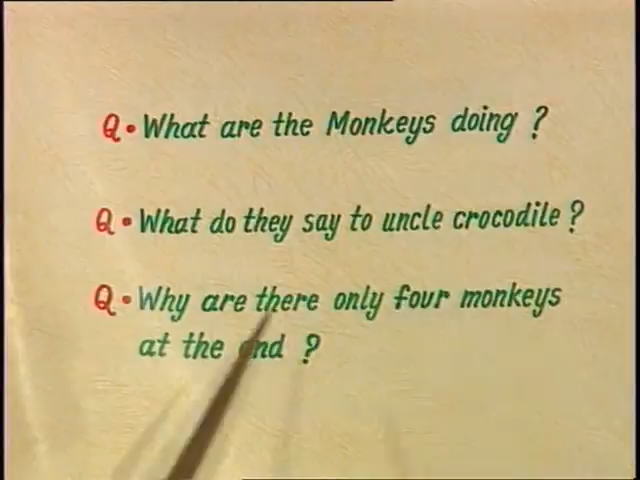 Q. What are the Monkeys doing ?
Q. What do they say to uncle crocodile ?
Q. Why are there only four monkeys
at the end ?